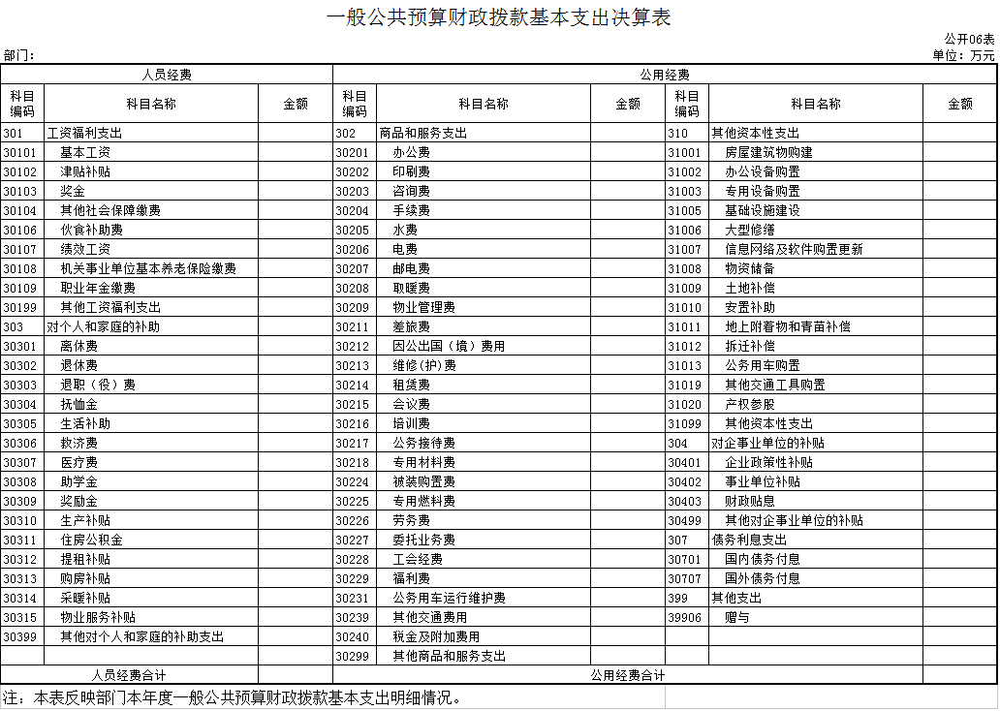 一般公共预算财政拨款基本支出决算表
公开06表
部门： 单位：万元
人员经费 公用经费
科目编码 科目名称 金额 科目编码 科目名称 金额 科目编码 科目名称 金额
301 工资福利支出 302 商品和服务支出 310 其他资本性支出
30101 基本工资 30201 办公费 31001 房屋建筑物购建
30102 津贴补贴 30202 印刷费 31002 办公设备购置
30103 奖金 30203 咨询费 31003 专用设备购置
30104 其他社会保障缴费 30204 手续费 31005 基础设施建设
30106 伙食补助费 30205 水费 31006 大型修缮
30107 绩效工资 30206 电费 31007 信息网络及软件购置更新
30108 机关事业单位基本养老保险缴费 30207 邮电费 31008 物资储备
30109 职业年金缴费 30208 取暖费 31009 土地补偿
30199 其他工资福利支出 30209 物业管理费 31010 安置补助
303 对个人和家庭的补助 30211 差旅费 31011 地上附着物和青苗补偿
30301 离休费 30212 因公出国（境）费用 31012 拆迁补偿
30302 退休费 30213 维修(护)费 31013 公务用车购置
30303 退职（役）费 30214 租赁费 31019 其他交通工具购置
30304 抚恤金 30215 会议费 31020 产权参股
30305 生活补助 30216 培训费 31099 其他资本性支出
30306 救济费 30217 公务接待费 304 对企事业单位的补贴
30307 医疗费 30218 专用材料费 30401 企业政策性补贴
30308 助学金 30224 被装购置费 30402 事业单位补贴
30309 奖励金 30225 专用燃料费 30403 财政贴息
30310 生产补贴 30226 劳务费 30499 其他对企事业单位的补贴
30311 住房公积金 30227 委托业务费 307 债务利息支出
30312 提租补贴 30228 工会经费 30701 国内债务付息
30313 购房补贴 30229 福利费 30707 国外债务付息
30314 采暖补贴 30231 公务用车运行维护费 399 其他支出
30315 物业服务补贴 30239 其他交通费用 39906 赠与
30399 其他对个人和家庭的补助支出 30240 税金及附加费用
30299 其他商品和服务支出
人员经费合计 公用经费合计
注：本表反映部门本年度一般公共预算财政拨款基本支出明细情况。